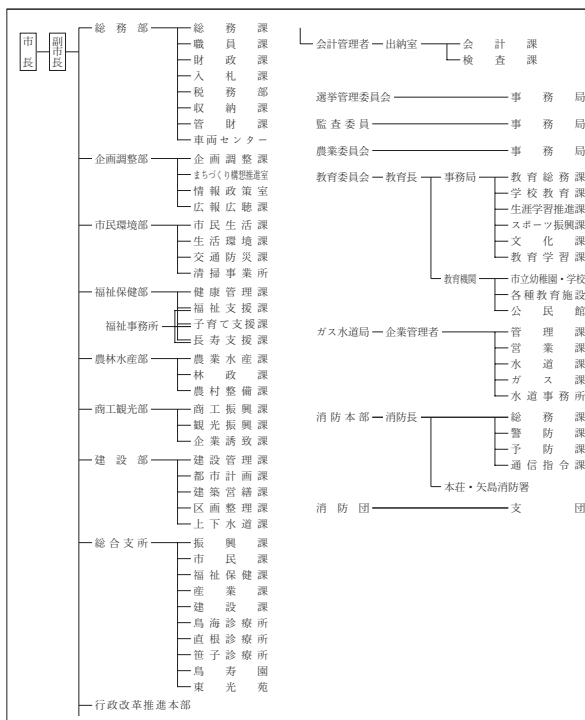 市長
副市長
総務部
総務課
職員課
財政課
入札課
税務部
収納課
管財課
車両センター
企画調整部
企画調整課
まちづくり構想推進室
情報政策室
広報広聴課
市民環境部
市民生活課
生活環境課
交通防災課
清掃事業所
福祉保健部
健康管理課
福祉支援課
福祉事務所
子育て支援課
長寿支援課
農林水産部
農業水産課
林政課
農村整備課
商工観光部
商工振興課
観光振興課
企業誘致課
建設部
建設管理課
都市計画課
建築営繕課
区画整理課
上下水道課
総合支所
振興課
市民課
福祉保健課
産業課
建設課
鳥海診療所
直根診療所
笹子診療所
鳥寿園
東光苑
行政改革推進本部
会計管理者
出納室
会計課
検査課
選挙管理委員会
事務局
監査委員
事務局
農業委員会
事務局
教育委員会
教育長
事務局
教育総務課
学校教育課
生涯学習推進課
スポーツ振興課
文化課
教育学習課
教育機関
市立幼稚園・学校
各種教育施設
公民館
ガス水道局
企業管理者
管理課
営業課
水道課
ガス課
水道事務所
消防本部
消防長
総務課
警防課
予防課
通信指令課
本荘・矢島消防署
消防団
支団